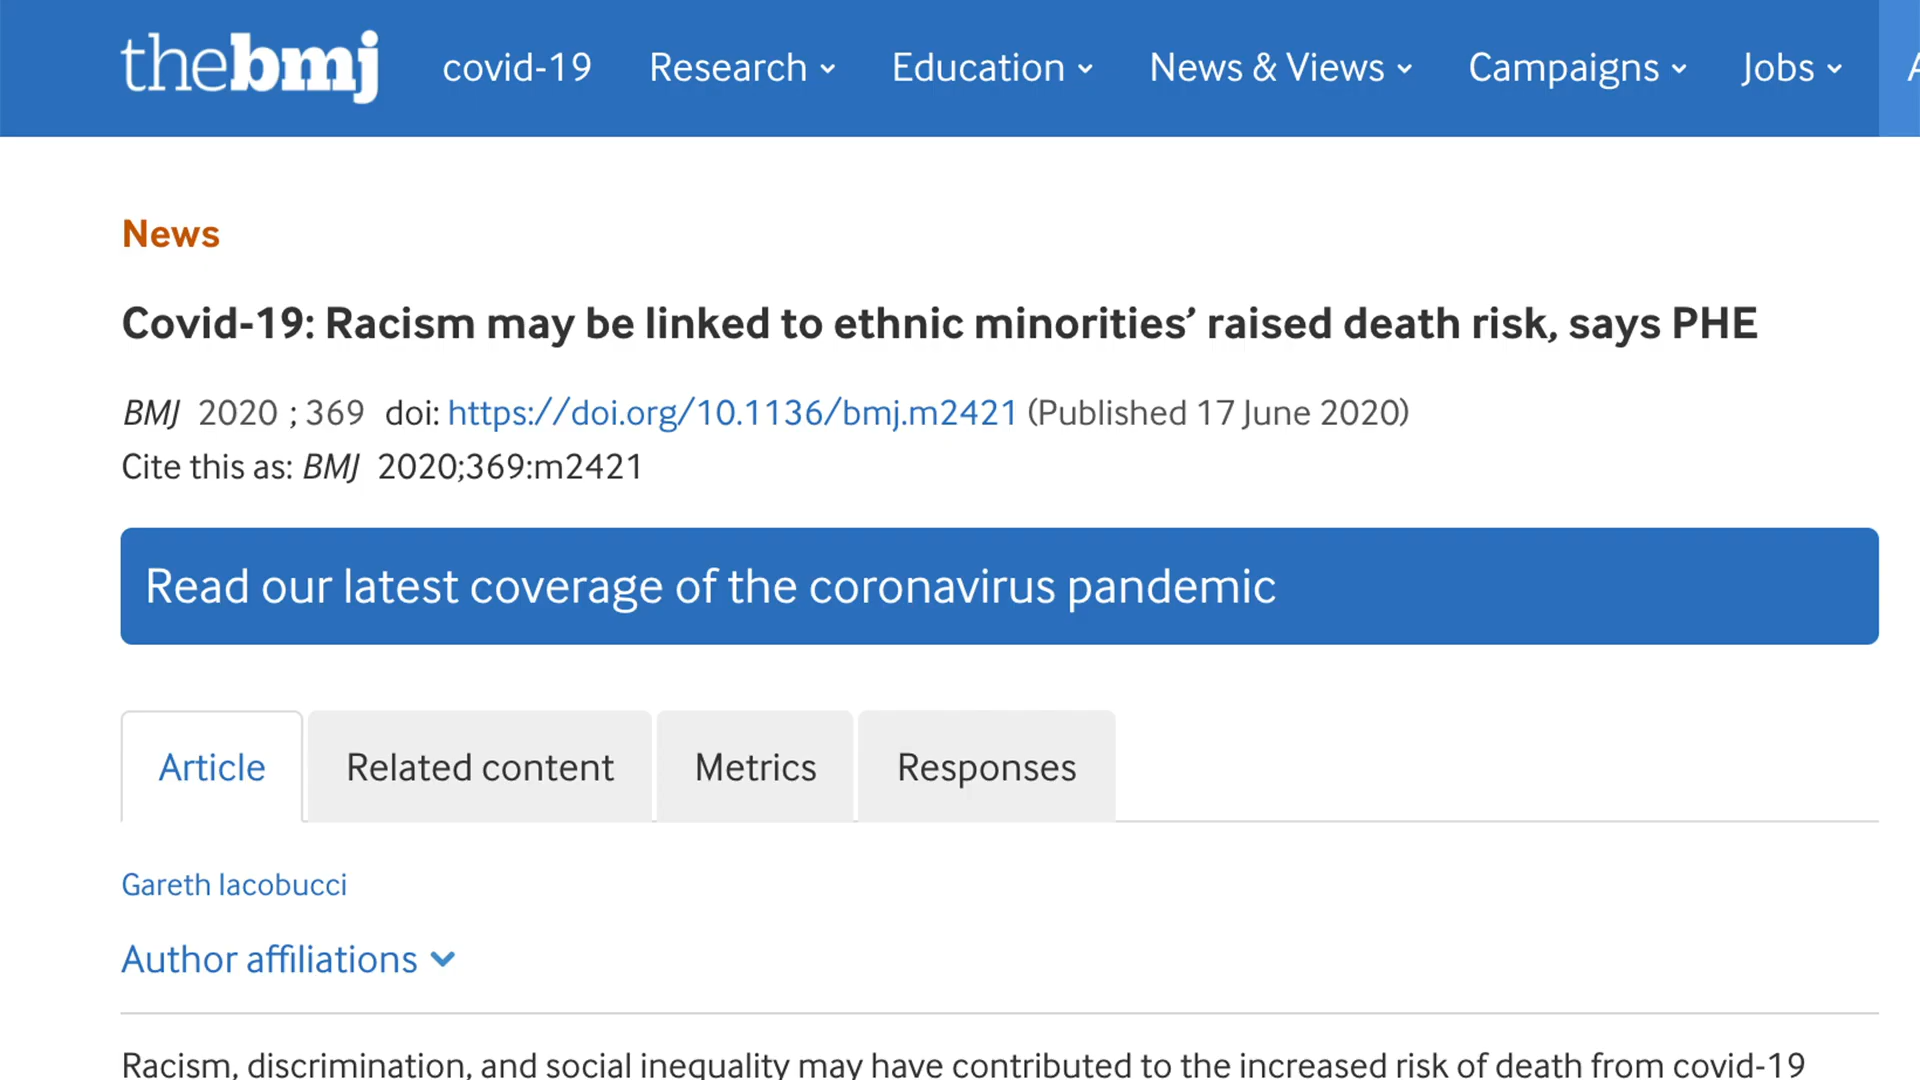 thebmj covid-19 Research Education News & Views Campaigns Jobs
News
Covid-19: Racism may be linked to ethnic minorities’ raised death risk, says PHE
BMJ 2020 ; 369 doi: https://doi.org/10.1136/bmj.m2421 (Published 17 June 2020)
Cite this as: BMJ 2020;369:m2421
Read our latest coverage of the coronavirus pandemic
Article Related content Metrics Responses
Gareth Iacobucci
Author affiliations
Racism, discrimination, and social inequality may have contributed to the increased risk of death from covid-19